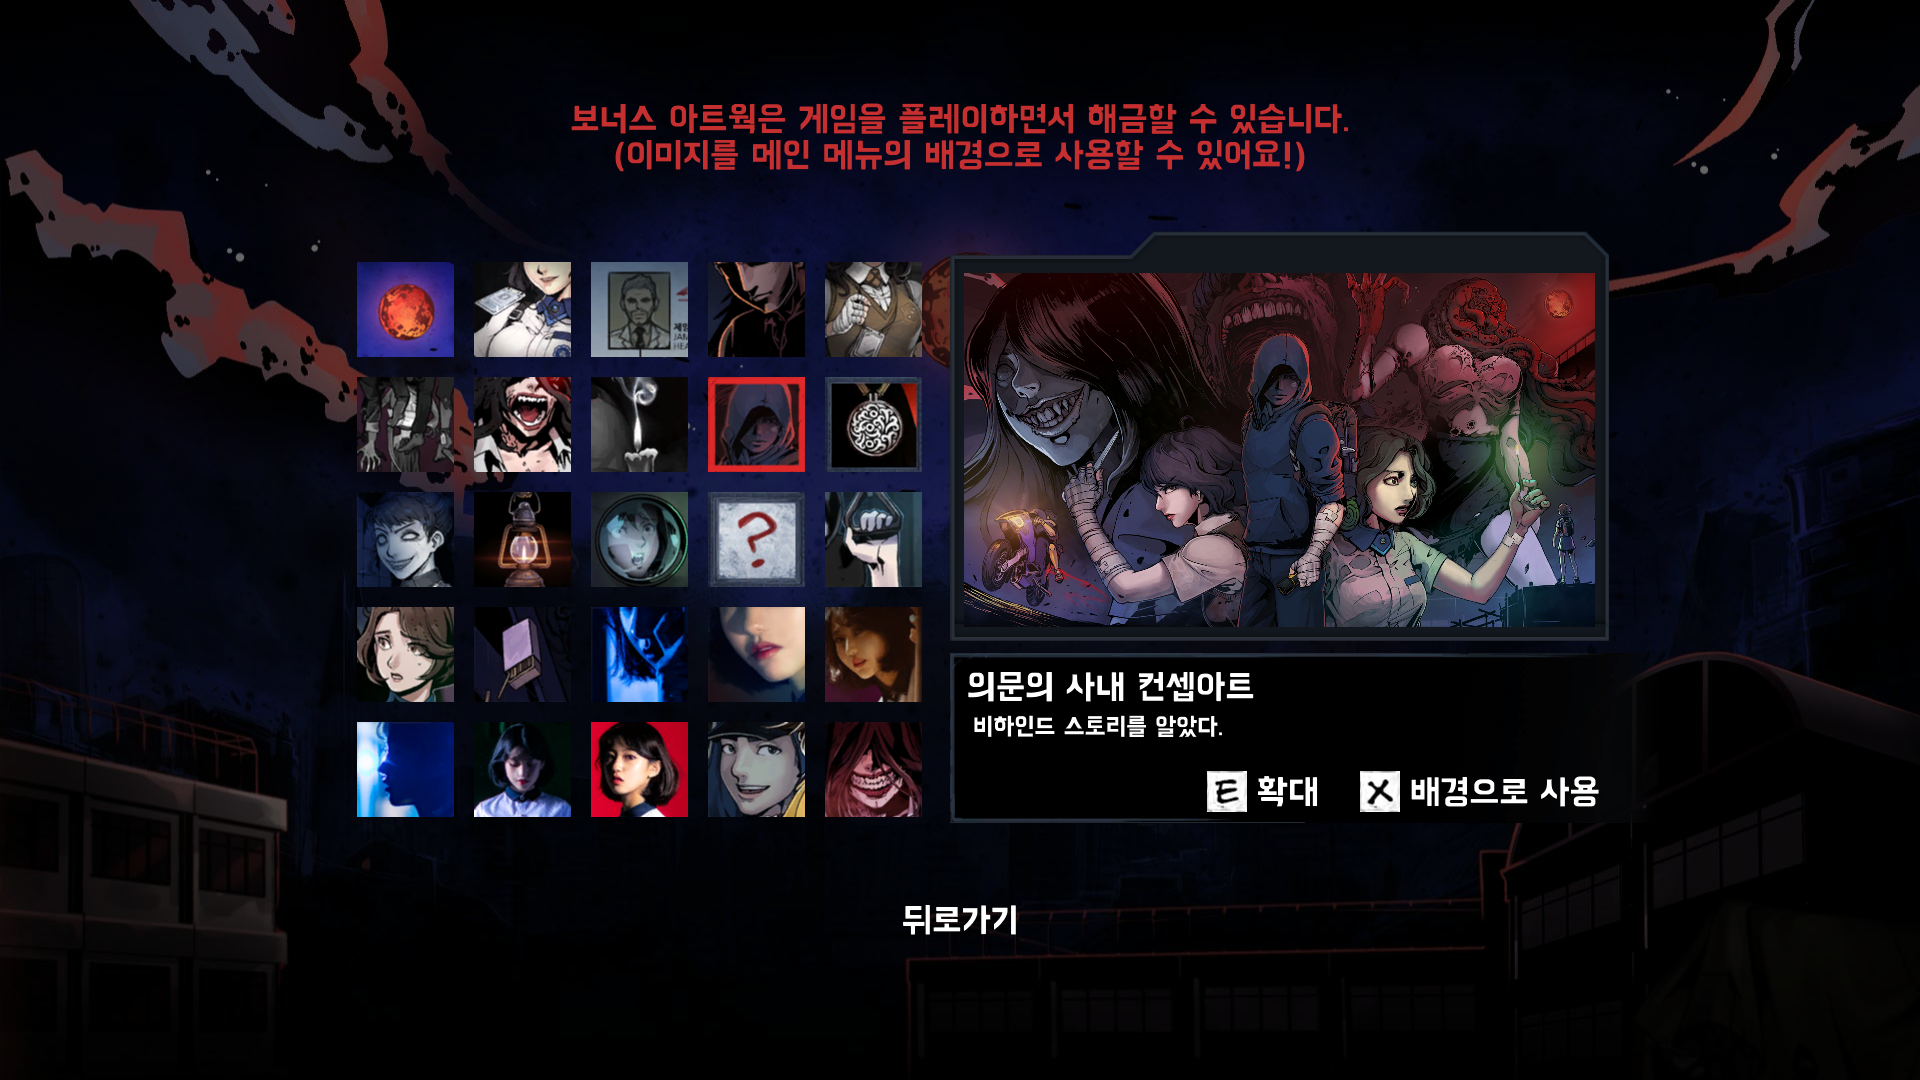 보너스 아트웍은 게임을 플레이하면서 해금할 수 있습니다.
(이미지를 메인 메뉴의 배경으로 사용할 수 있어요!)
?
의문의 사내 컨셉아트
비하인드 스토리를 알았다.
E 확대 X 배경으로 사용
뒤로가기